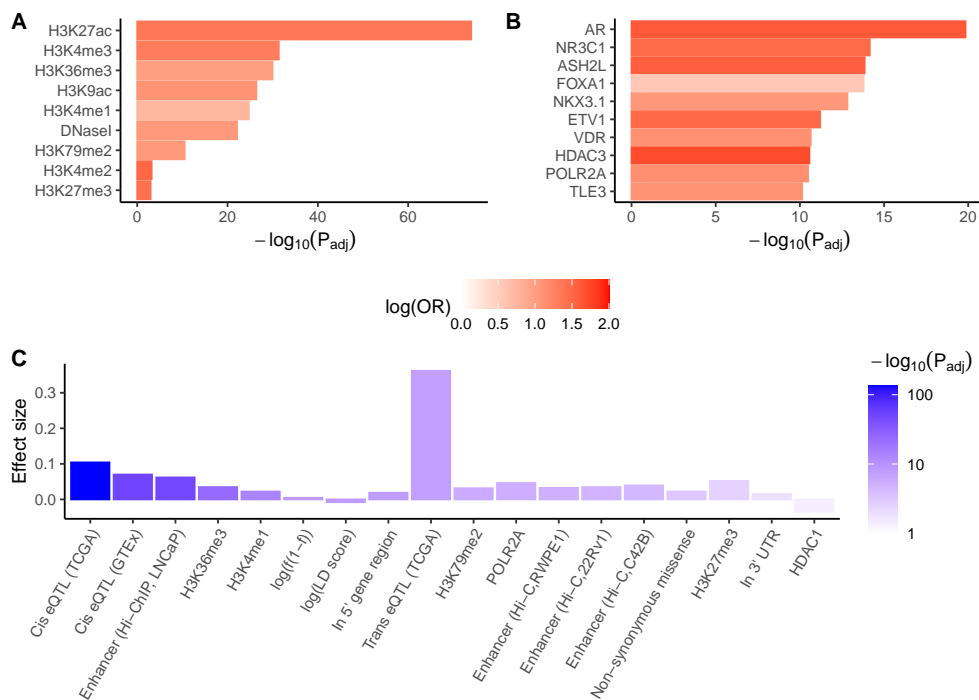 A
H3K27ac
H3K4me3
H3K36me3
H3K9ac
H3K4me1
DNaseI
H3K79me2
H3K4me2
H3K27me3
0 20 40 60
−log10(Padj)
B
AR
NR3C1
ASH2L
FOXA1
NKX3.1
ETV1
VDR
HDAC3
POLR2A
TLE3
0 5 10 15 20
−log10(Padj)
log(OR)
0.0 0.5 1.0 1.5 2.0
C
Effect size
0.3
0.2
0.1
0.0
Cis eQTL (TCGA)
Cis eQTL (GTEx)
Enhancer (Hi−ChIP, LNCaP)
H3K36me3
H3K4me1
log(f(1−f))
log(LD score)
In 5' gene region
Trans eQTL (TCGA)
H3K79me2
POLR2A
Enhancer (Hi−C,RWPE1)
Enhancer (Hi−C,22Rv1)
Enhancer (Hi−C,C42B)
Non−synonymous missense
H3K27me3
In 3' UTR
HDAC1
−log10(Padj)
100
10
1